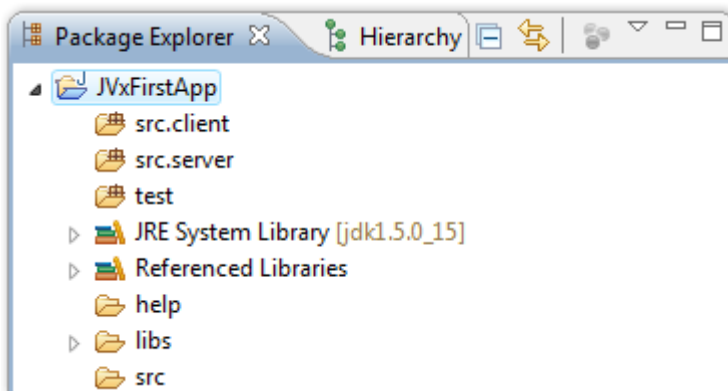 Package Explorer Hierarchy
JVxFirstApp
src.client
src.server
test
JRE System Library [jdk1.5.0_15]
Referenced Libraries
help
libs
src